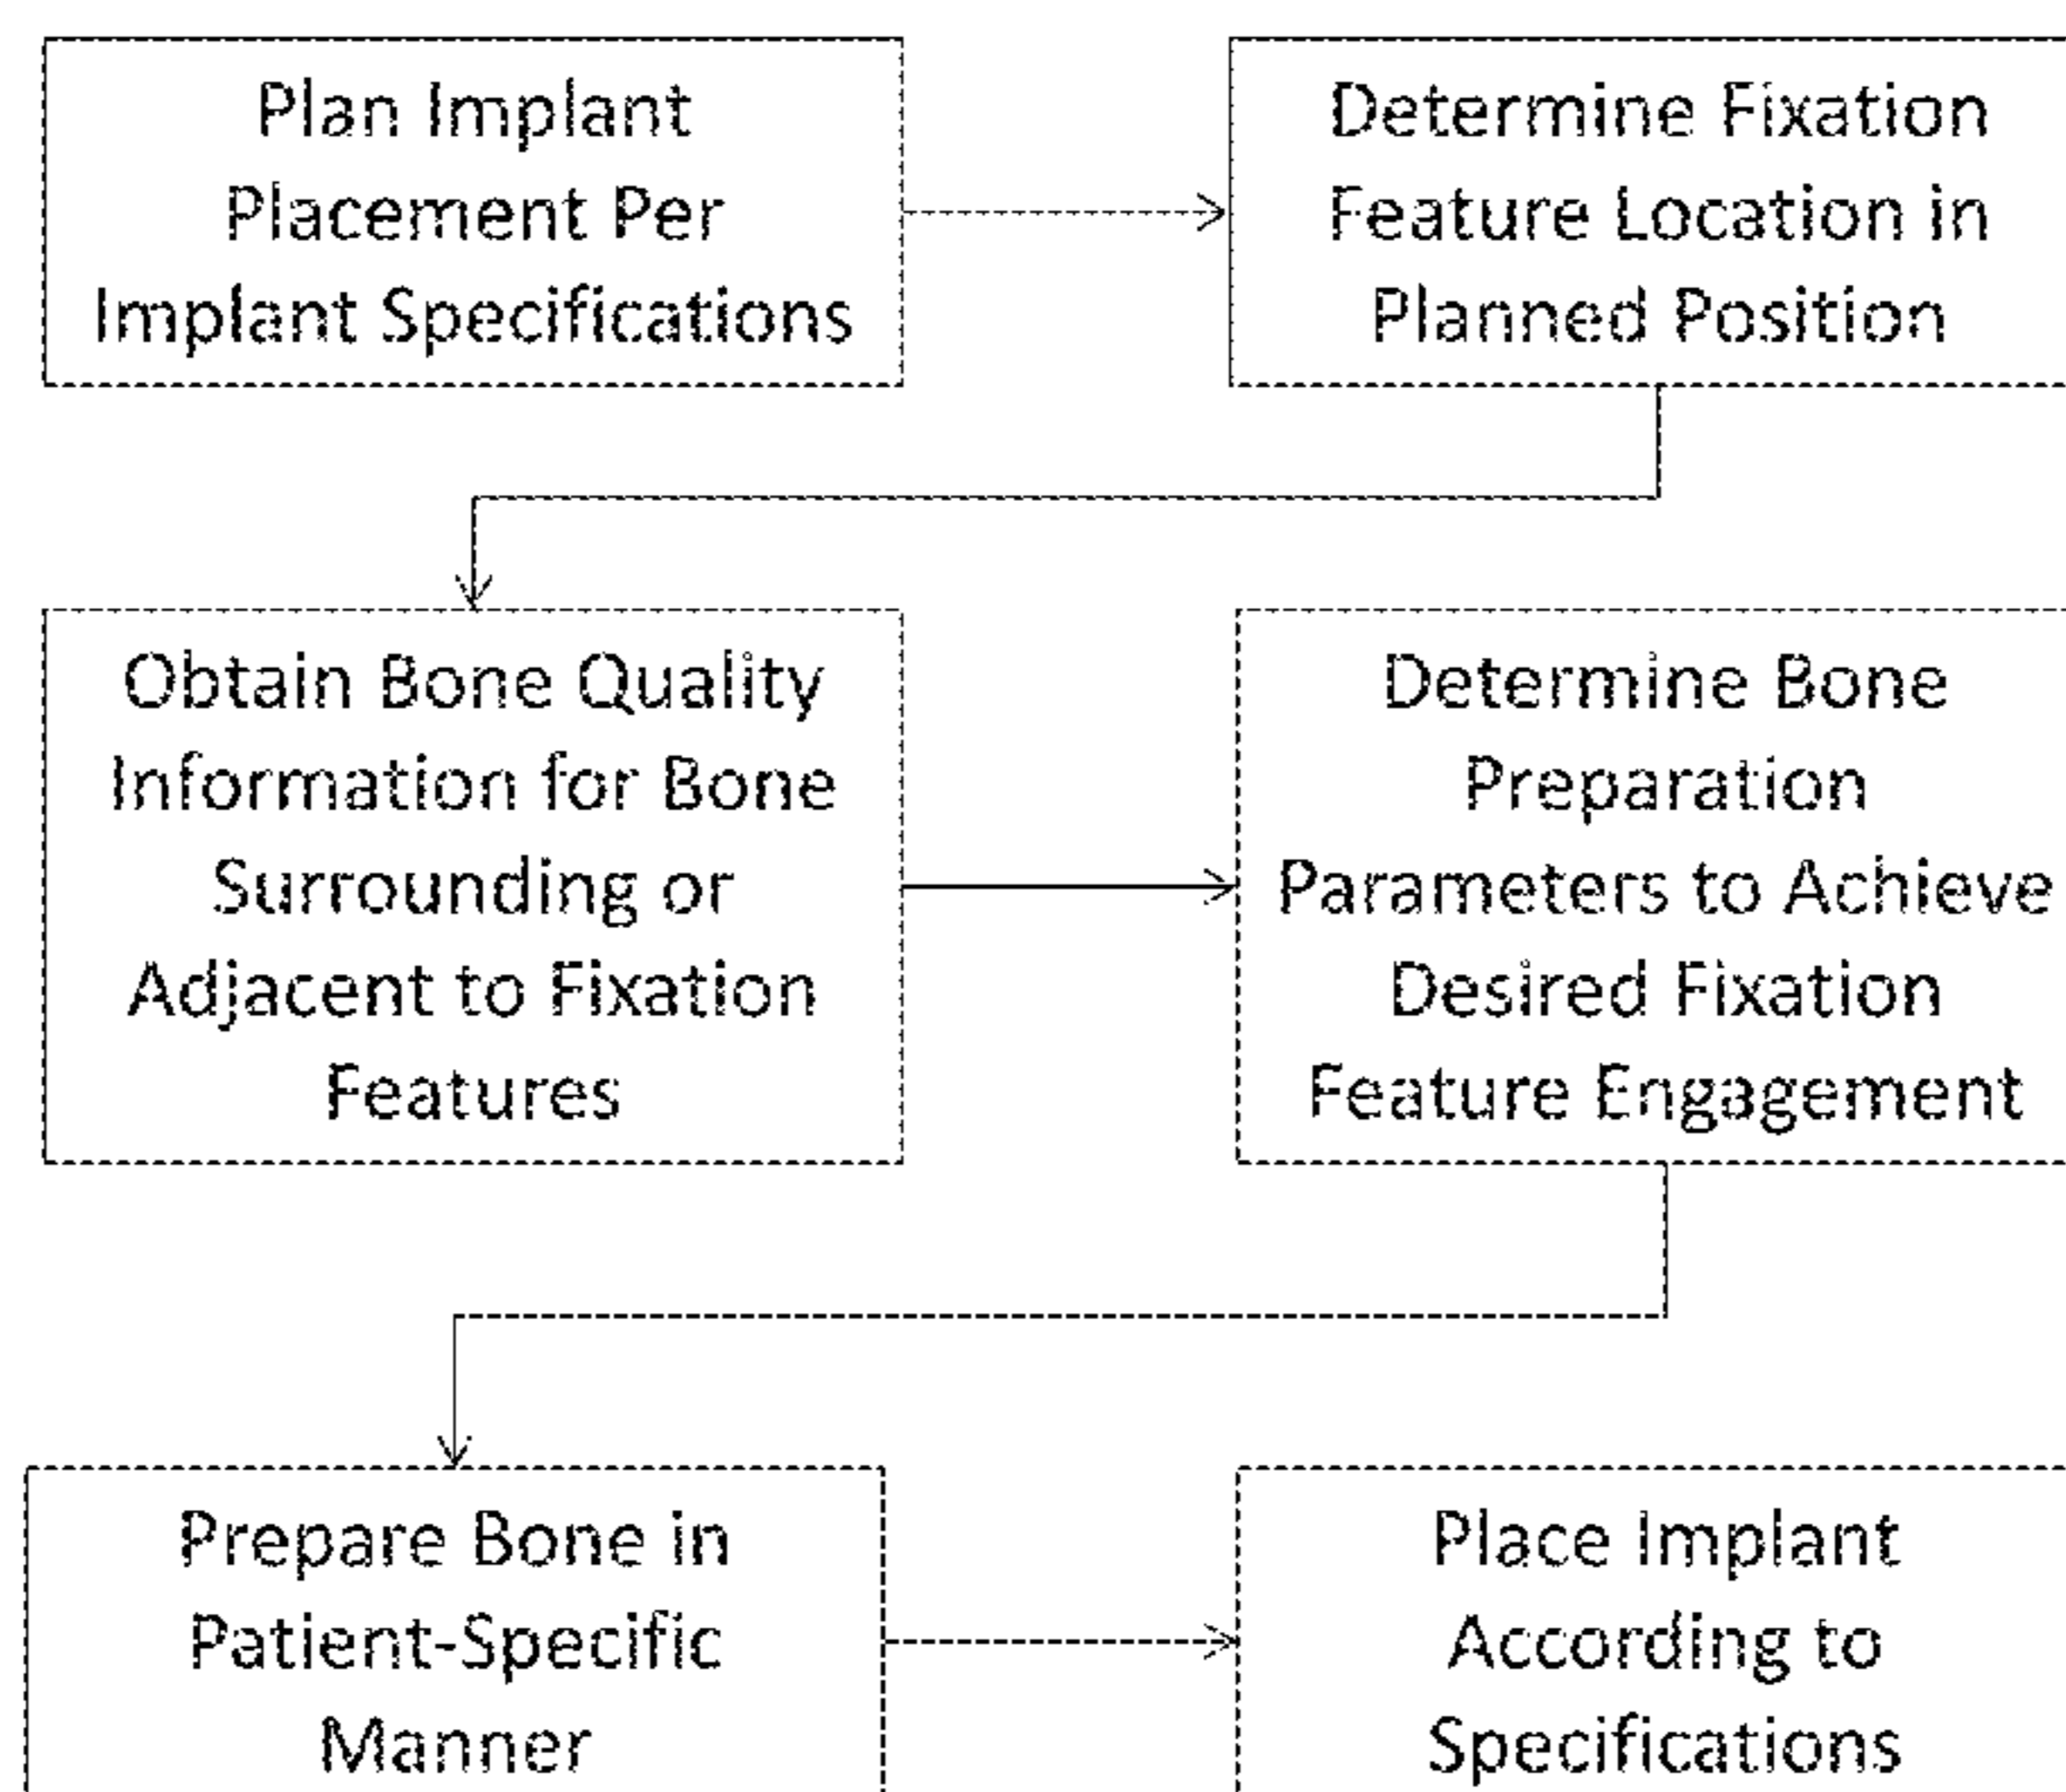 Plan Implant
Placement Per
Implant Specifications
Determine Fixation
Feature Location in
Planned Position
Obtain Bone Quality
Information for Bone
Surrounding or
Adjacent to Fixation
Features
Determine Bone
Preparation
Parameters to Achieve
Desired Fixation
Feature Engagement
Prepare Bone in
Patient-Specific
Manner
Place Implant
According to
Specifications